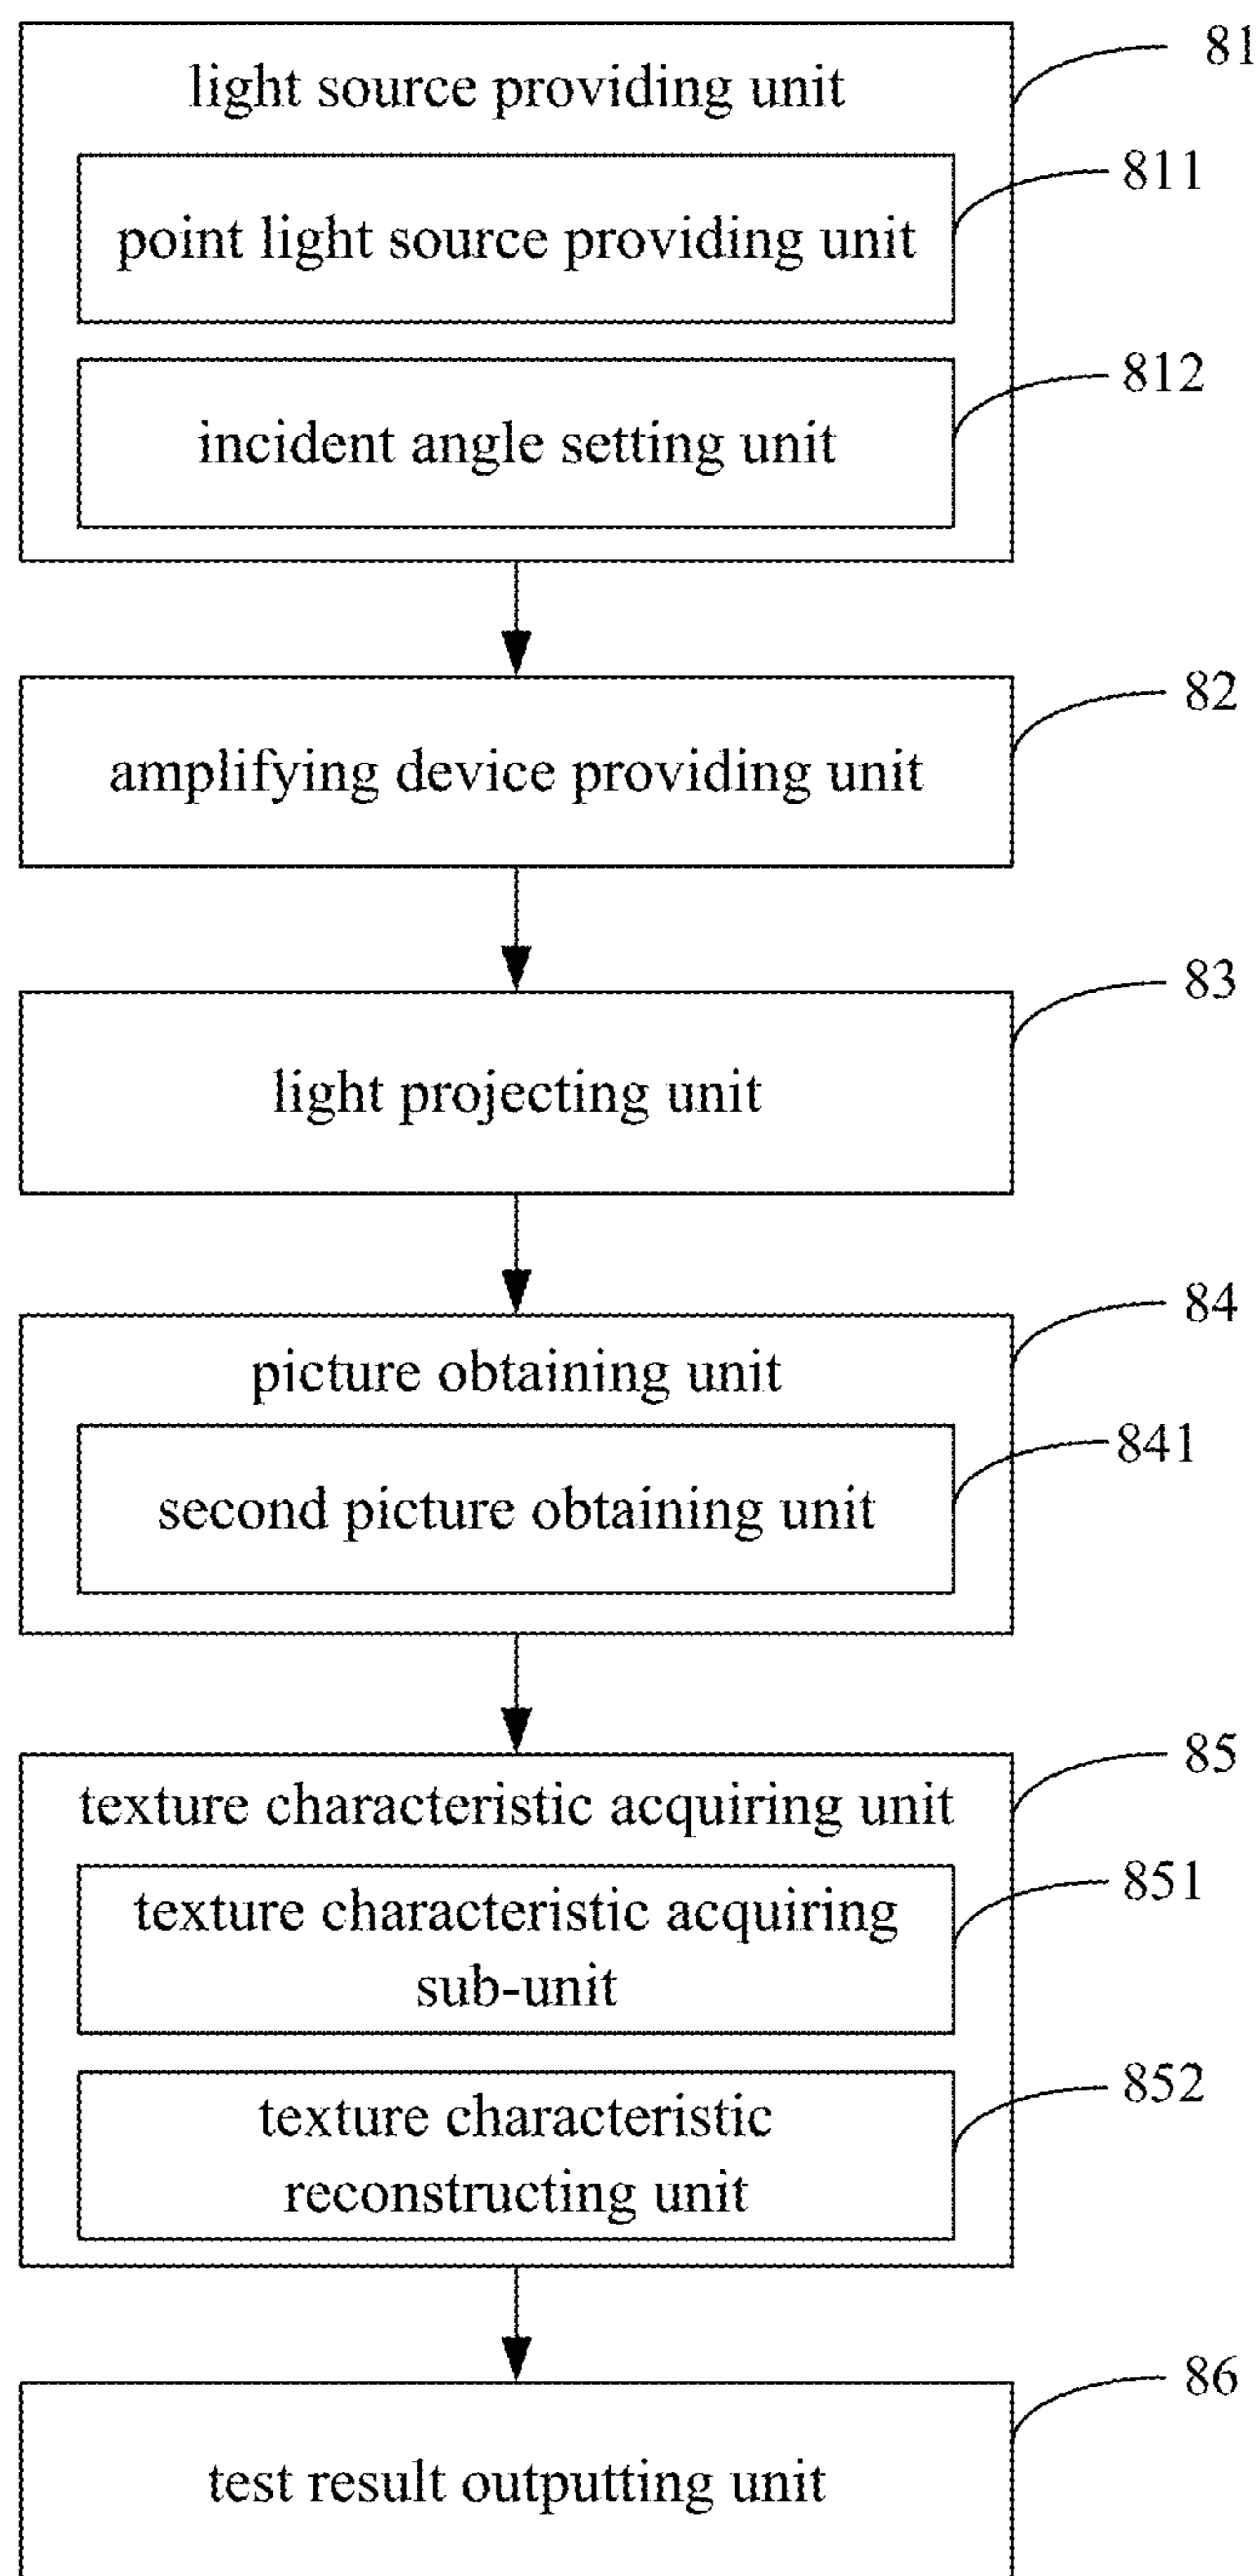 light source providing unit
81
point light source providing unit
811
incident angle setting unit
812
amplifying device providing unit
82
light projecting unit
83
picture obtaining unit
84
second picture obtaining unit
841
texture characteristic acquiring unit
85
texture characteristic acquiring
sub-unit
851
texture characteristic
reconstructing unit
852
test result outputting unit
86